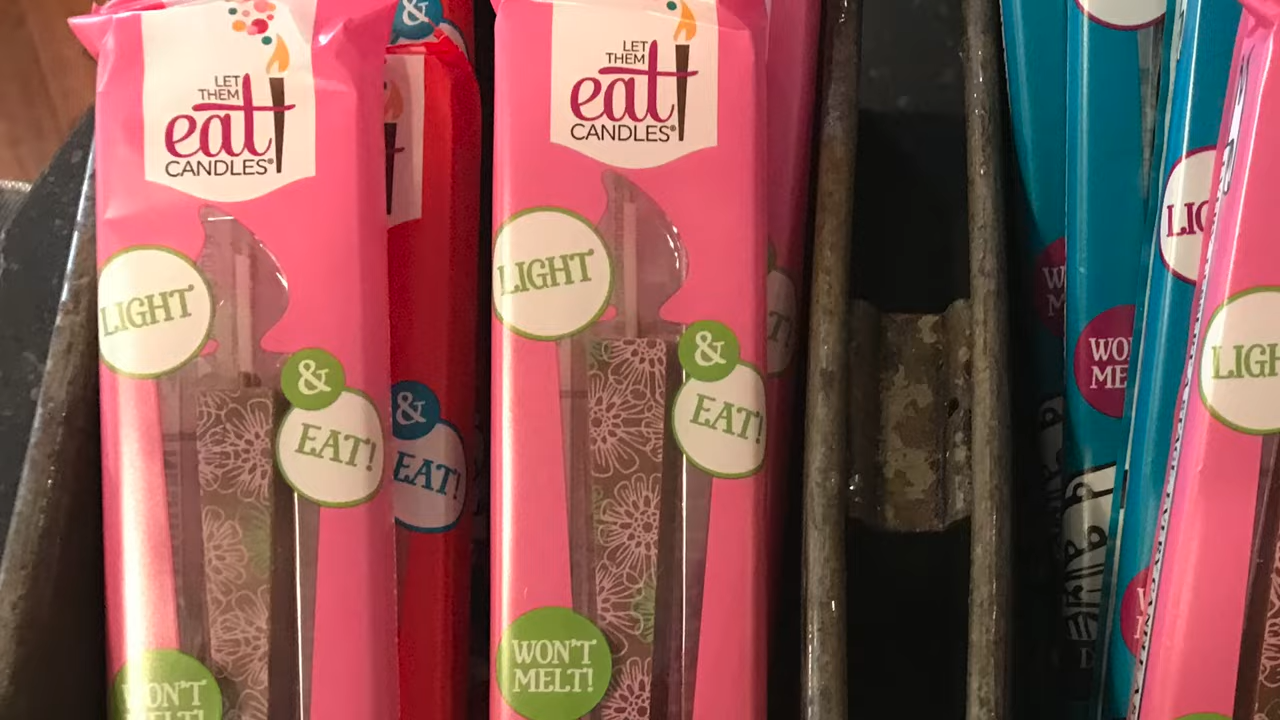 LET
THEM
eat
CANDLES®
LIGHT
&
EAT!
WON'T
MELT!
&
&
EAT!
LET
THEM
eat
CANDLES®
LIGHT
&
EAT!
WON'T
MELT!